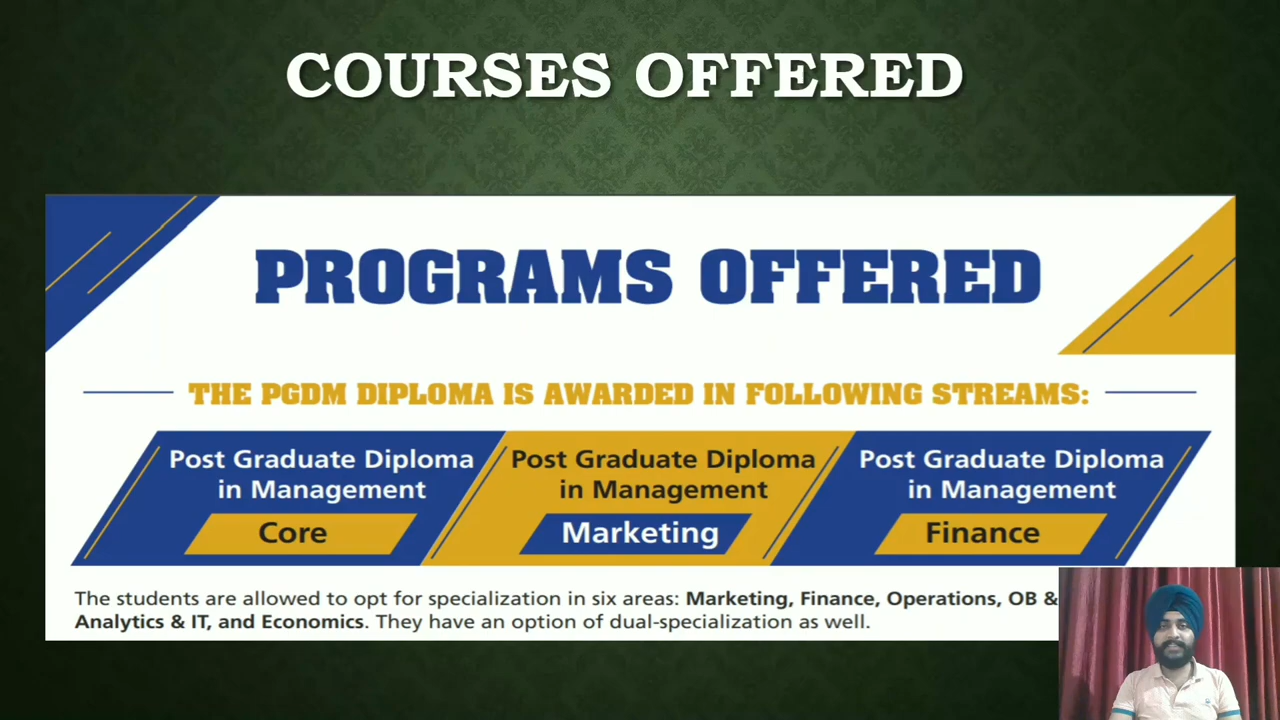 COURSES OFFERED
PROGRAMS OFFERED
THE PGDM DIPLOMA IS AWARDED IN FOLLOWING STREAMS:
Post Graduate Diploma
in Management
Core
Post Graduate Diploma
in Management
Marketing
Post Graduate Diploma
in Management
Finance
The students are allowed to opt for specialization in six areas: Marketing, Finance, Operations, OB &
Analytics & IT, and Economics. They have an option of dual-specialization as well.